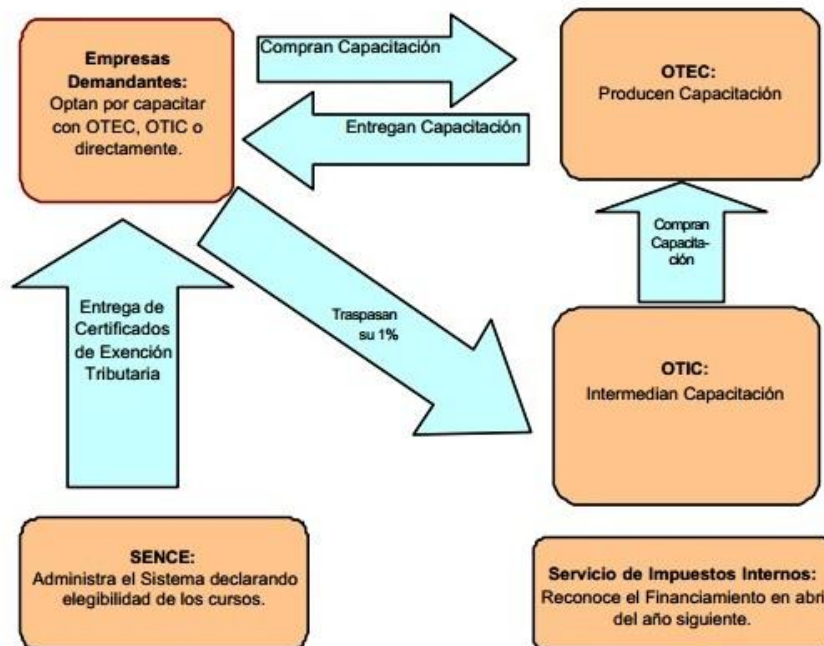 Empresas
Demandantes:
Optan por capacitar
con OTEC, OTIC o
directamente.
Compran Capacitación
Entregan Capacitación
OTEC:
Producen Capacitación
Compran
Capacita-
ción
Entrega de
Certificados
de Exención
Tributaria
Traspasan
su 1%
OTIC:
Intermedian Capacitación
SENCE:
Administra el Sistema declarando
elegibilidad de los cursos.
Servicio de Impuestos Internos:
Reconoce el Financiamiento en abri
del año siguiente.